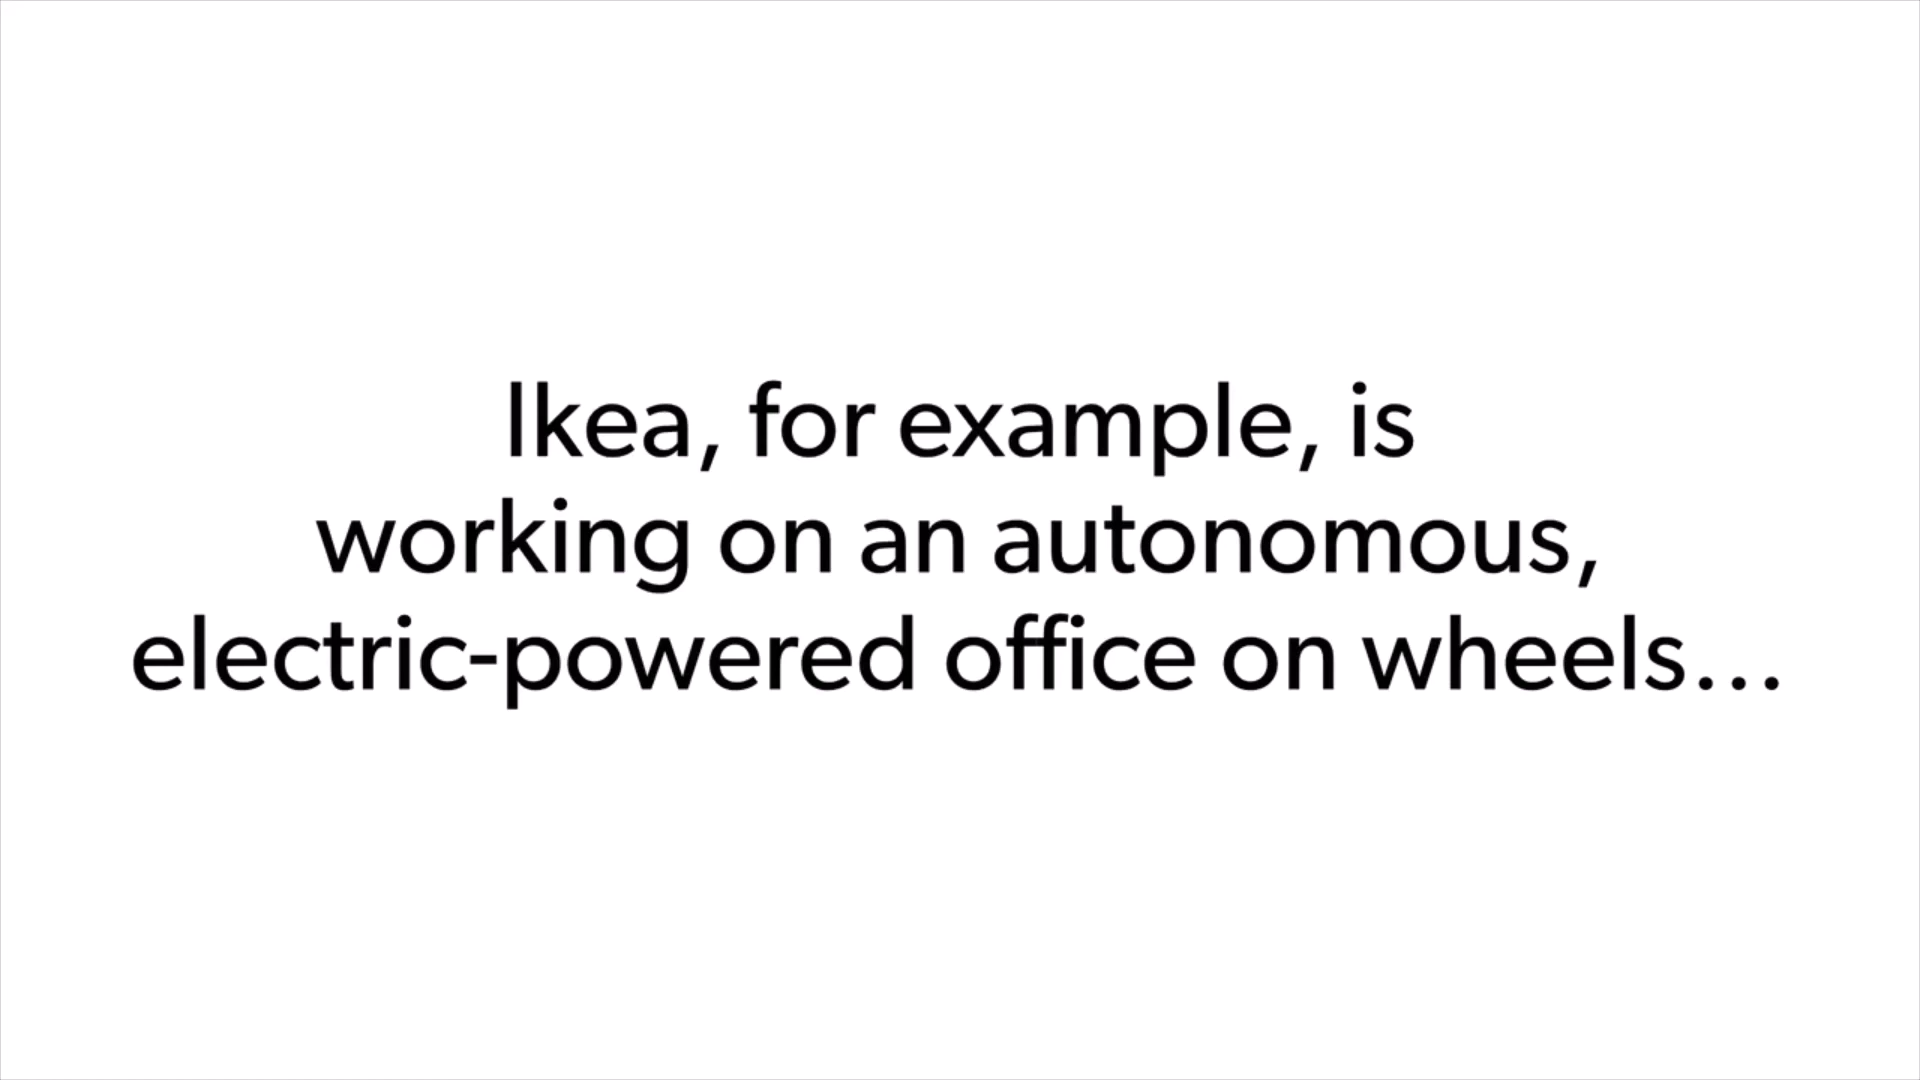 Ikea, for example, is
working on an autonomous,
electric-powered office on wheels...